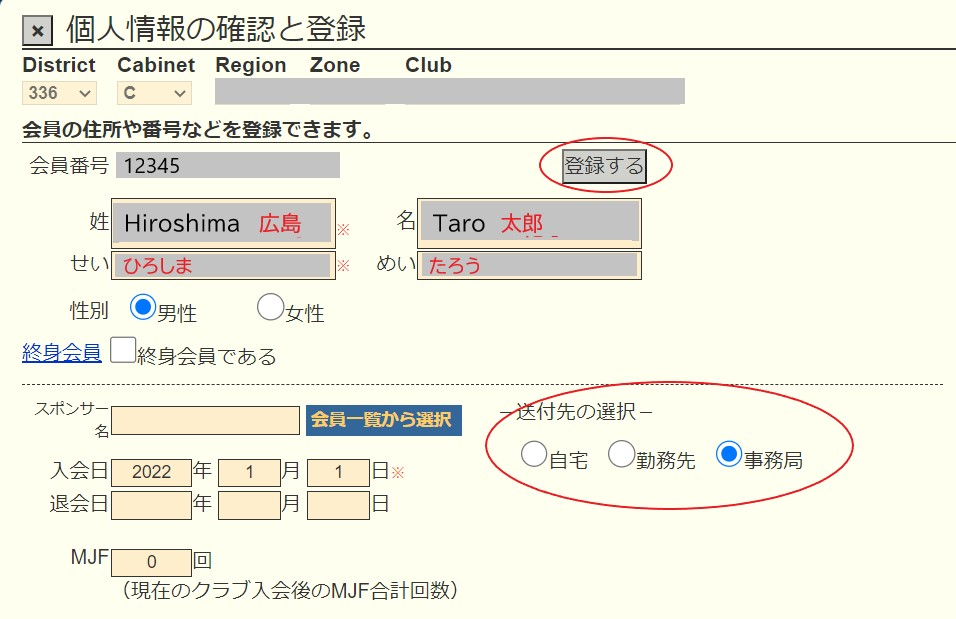 × 個人情報の確認と登録
District Cabinet Region Zone Club
336 C
会員の住所や番号などを登録できます。
会員番号 12345 登録する
姓 Hiroshima 広島 ※ 名 Taro 太郎
せい ひろしま ※ めい たろう
性別 男性 女性
終身会員 終身会員である
スポンサー名 会員一覧から選択 –送付先の選択–
自宅 勤務先 事務局
入会日 2022 年 1 月 1 日※
退会日 年 月 日
MJF 0 回
（現在のクラブ入会後のMJF合計回数）